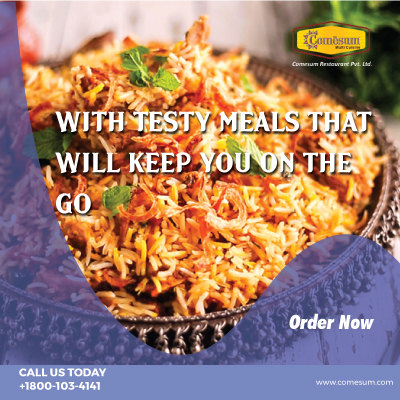 Comesum
Multi Cuisine
Comesum Restaurant Pvt. Ltd.
WITH TESTY MEALS THAT
WILL KEEP YOU ON THE
GO
Order Now
CALL US TODAY
+1800-103-4141
www.comesum.com